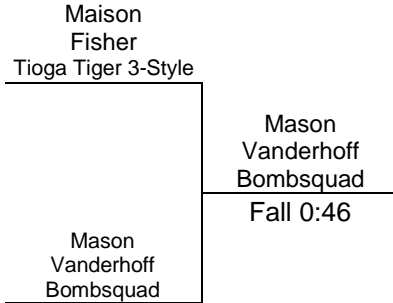 Maison
Fisher
Tioga Tiger 3-Style
Mason
Vanderhoff
Bombsquad
Fall 0:46
Mason
Vanderhoff
Bombsquad